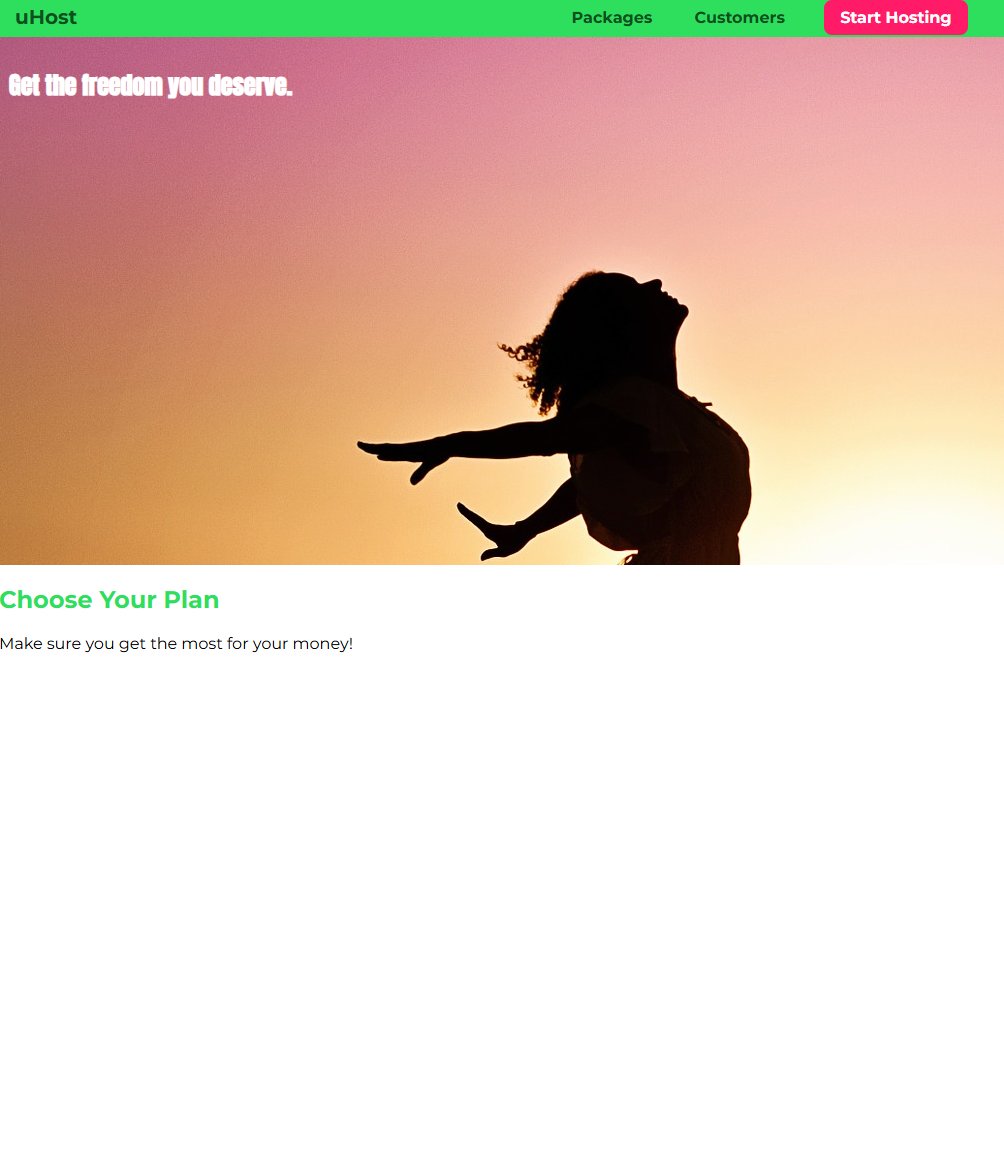 uHost
Packages
Customers
Start Hosting
Get the freedom you deserve.
Choose Your Plan
Make sure you get the most for your money!